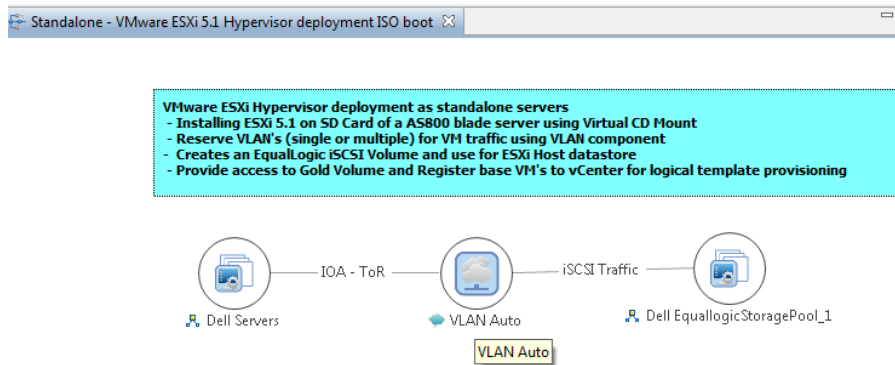 Standalone - VMware ESXi 5.1 Hypervisor deployment ISO boot
VMware ESXi Hypervisor deployment as standalone servers
- Installing ESXi 5.1 on SD Card of a AS800 blade server using Virtual CD Mount
- Reserve VLAN's (single or multiple) for VM traffic using VLAN component
- Creates an EqualLogic iSCSI Volume and use for ESXi Host datastore
- Provide access to Gold Volume and Register base VM's to vCenter for logical template provisioning
IOA - ToR
iSCSI Traffic
Dell Servers
VLAN Auto
Dell EquallogicStoragePool_1
VLAN Auto